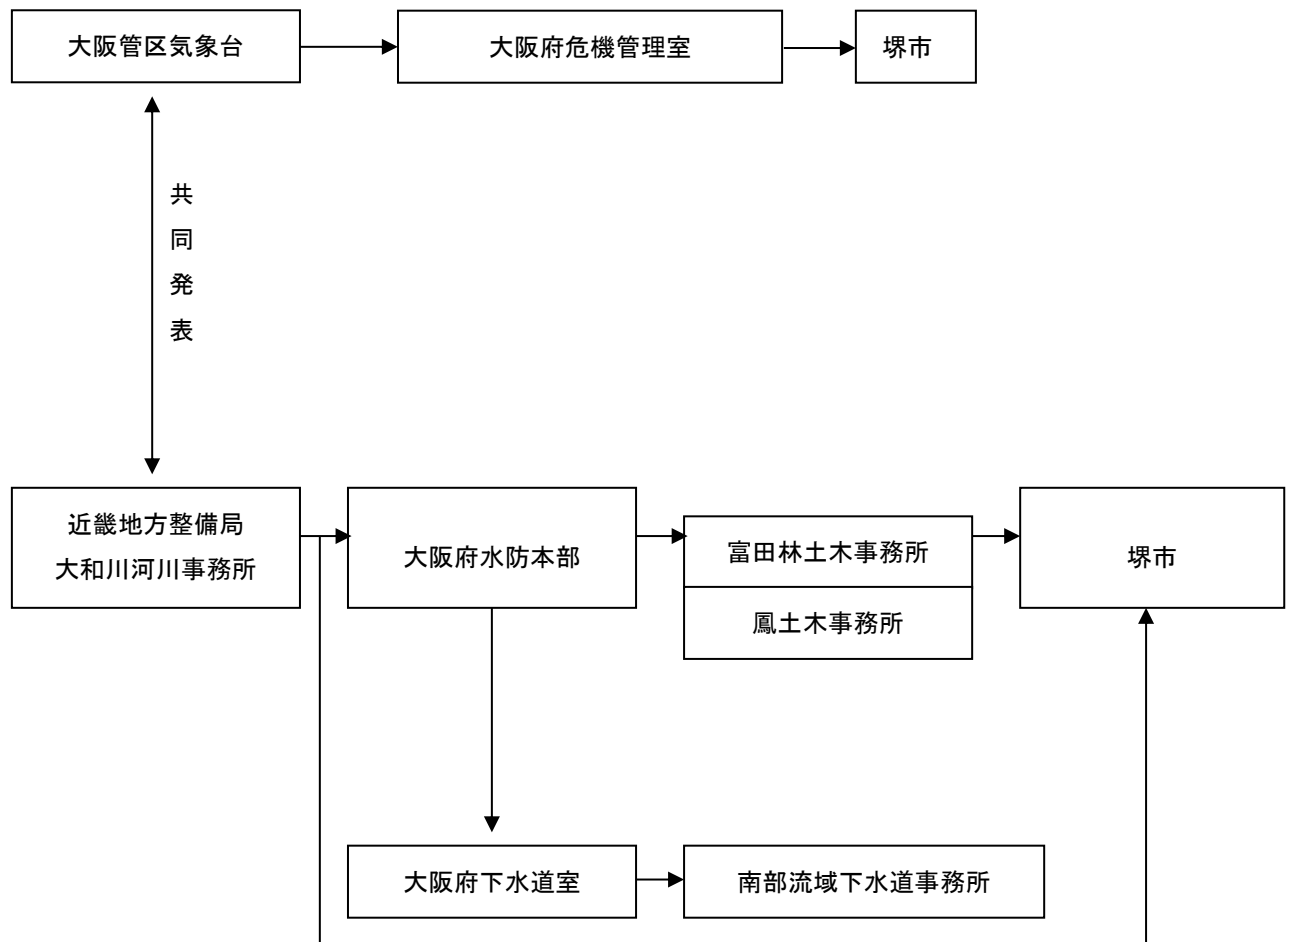 大阪管区気象台
大阪府危機管理室
堺市
共
同
発
表
近畿地方整備局
大和川河川事務所
大阪府水防本部
富田林土木事務所
鳳土木事務所
堺市
大阪府下水道室
南部流域下水道事務所